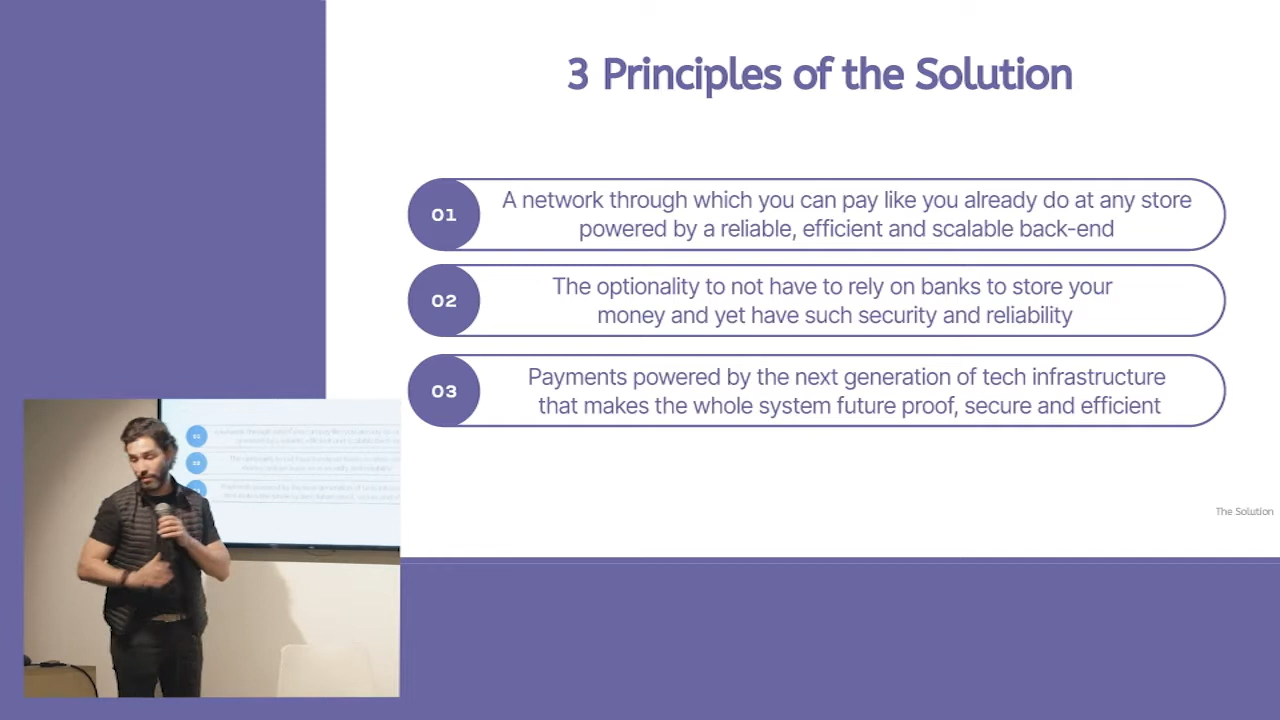 3 Principles of the Solution
01
A network through which you can pay like you already do at any store
powered by a reliable, efficient and scalable back-end
02
The optionality to not have to rely on banks to store your
money and yet have such security and reliability
03
Payments powered by the next generation of tech infrastructure
that makes the whole system future proof, secure and efficient
The Solution